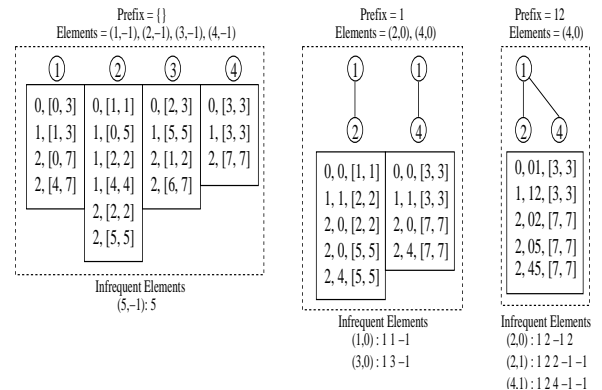 Prefix = {}
Elements = (1,−1), (2,−1), (3,−1), (4,−1)
1 2 3 4
0, [0, 3] 0, [1, 1] 0, [2, 3] 0, [3, 3]
1, [1, 3] 1, [0, 5] 1, [5, 5] 1, [3, 3]
2, [0, 7] 1, [2, 2] 2, [1, 2] 2, [7, 7]
2, [4, 7] 1, [4, 4] 2, [6, 7]
2, [2, 2]
2, [5, 5]
Infrequent Elements
(5,−1): 5
Prefix = 1
Elements = (2,0), (4,0)
1 1
2 4
0, 0, [1, 1] 0, 0, [3, 3]
1, 1, [2, 2] 1, 1, [3, 3]
2, 0, [2, 2] 2, 0, [7, 7]
2, 0, [5, 5] 2, 4, [7, 7]
2, 4, [5, 5]
Infrequent Elements
(1,0) : 1 1 −1
(3,0) : 1 3 −1
Prefix = 12
Elements = (4,0)
1
2 4
0, 01, [3, 3]
1, 12, [3, 3]
2, 02, [7, 7]
2, 05, [7, 7]
2, 45, [7, 7]
Infrequent Elements
(2,0) : 1 2 −1 2
(2,1) : 1 2 2 −1 −1
(4,1) : 1 2 4 −1 −1